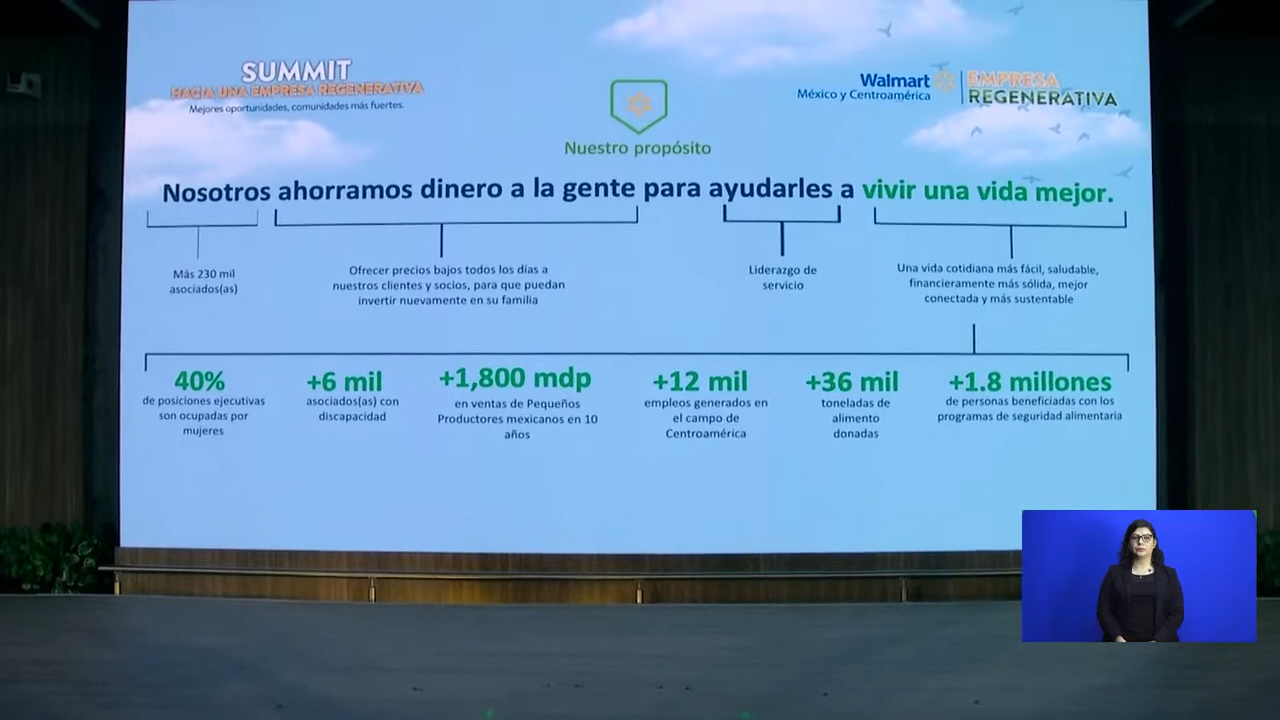 SUMMIT
HACIA UNA EMPRESA REGENERATIVA
Mejores oportunidades, comunidades más fuertes.
Walmart
México y Centroamérica
EMPRESA
REGENERATIVA
Nuestro propósito
Nosotros ahorramos dinero a la gente para ayudarles a vivir una vida mejor.
Más 230 mil
asociados(as)
Ofrecer precios bajos todos los días a
nuestros clientes y socios, para que puedan
invertir nuevamente en su familia
Liderazgo de
servicio
Una vida cotidiana más fácil, saludable,
financieramente más sólida, mejor
conectada y más sustentable
40%
de posiciones ejecutivas
son ocupadas por
mujeres
+6 mil
asociados(as) con
discapacidad
+1,800 mdp
en ventas de Pequeños
Productores mexicanos en 10
años
+12 mil
empleos generados en
el campo de
Centroamérica
+36 mil
toneladas de
alimento
donadas
+1.8 millones
de personas beneficiadas con los
programas de seguridad alimentaria